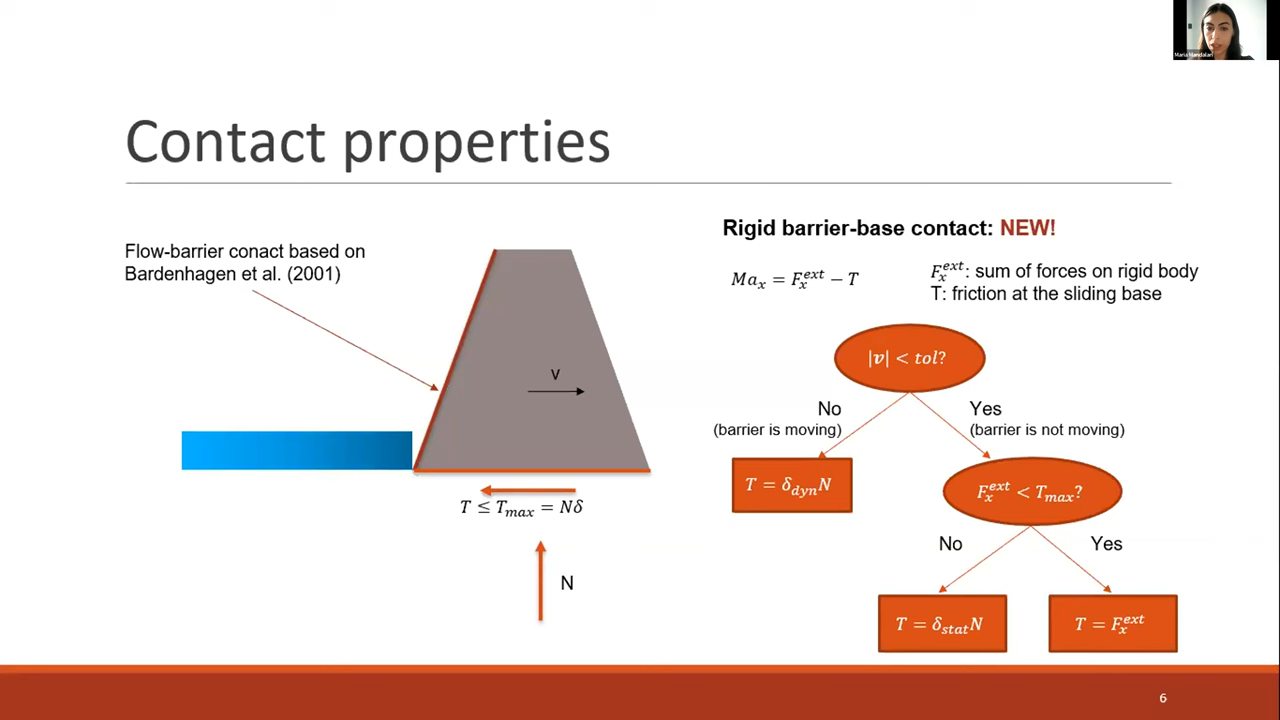 Maria Mandalari
Contact properties
Flow-barrier conact based on
Bardenhagen et al. (2001)
v
T ≤ T_max = Nδ
N
Rigid barrier-base contact: NEW!
Ma_x = F_x^ext − T
F_x^ext: sum of forces on rigid body
T: friction at the sliding base
|v| < tol?
No
(barrier is moving)
Yes
(barrier is not moving)
T = δ_dyn N
F_x^ext < T_max?
No
Yes
T = δ_stat N
T = F_x^ext
6